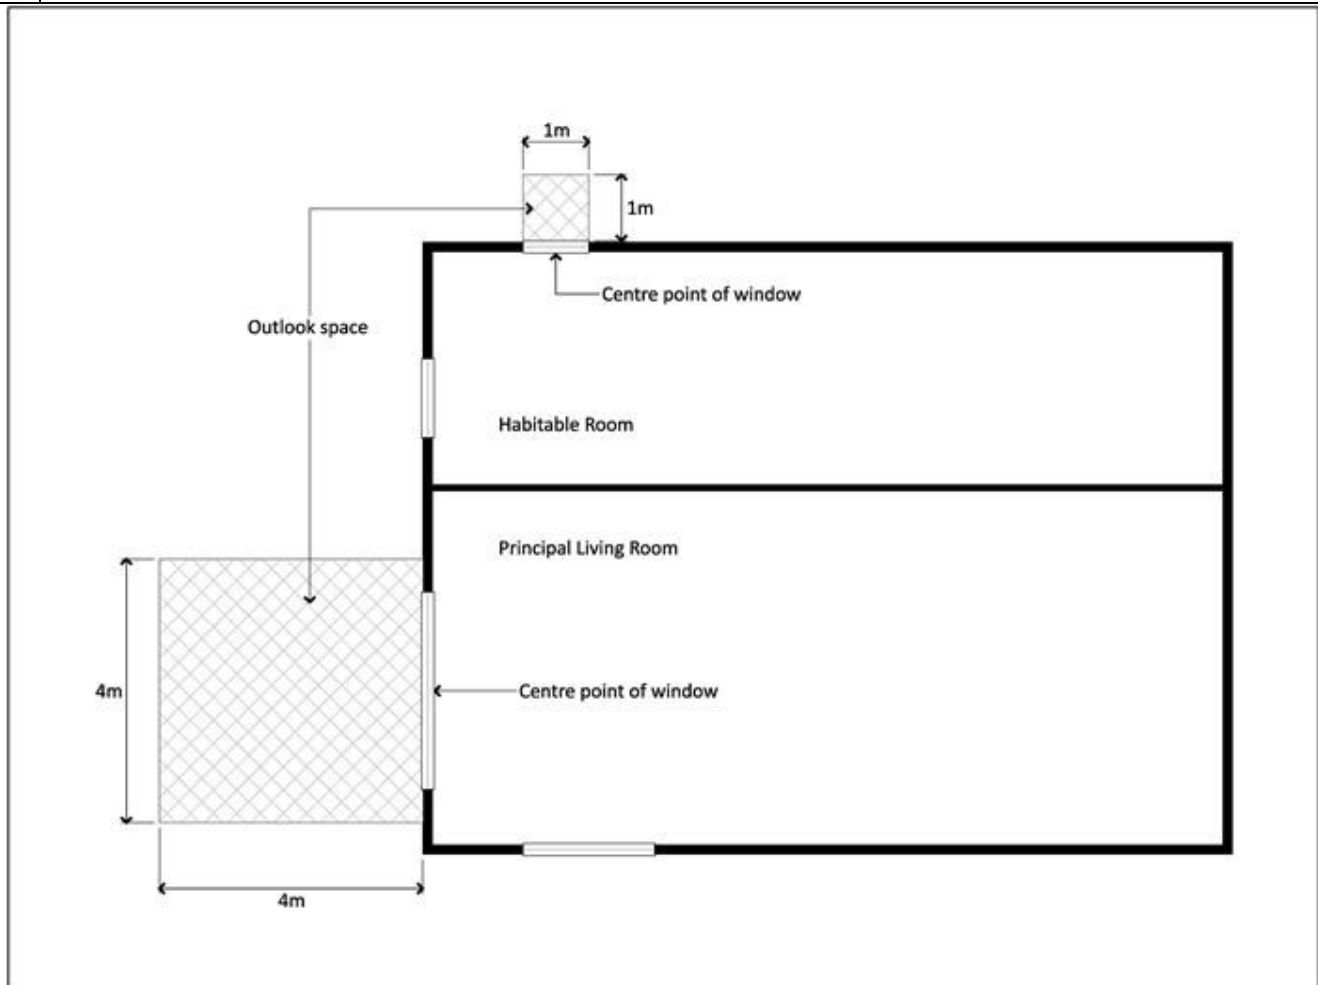 1m
1m
Centre point of window
Outlook space
Habitable Room
Principal Living Room
4m
Centre point of window
4m